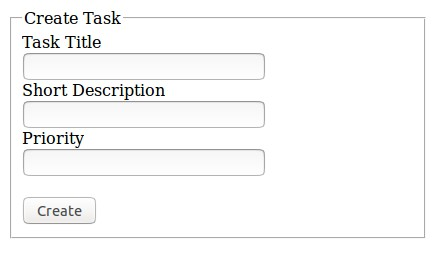 Create Task
Task Title
Short Description
Priority
Create